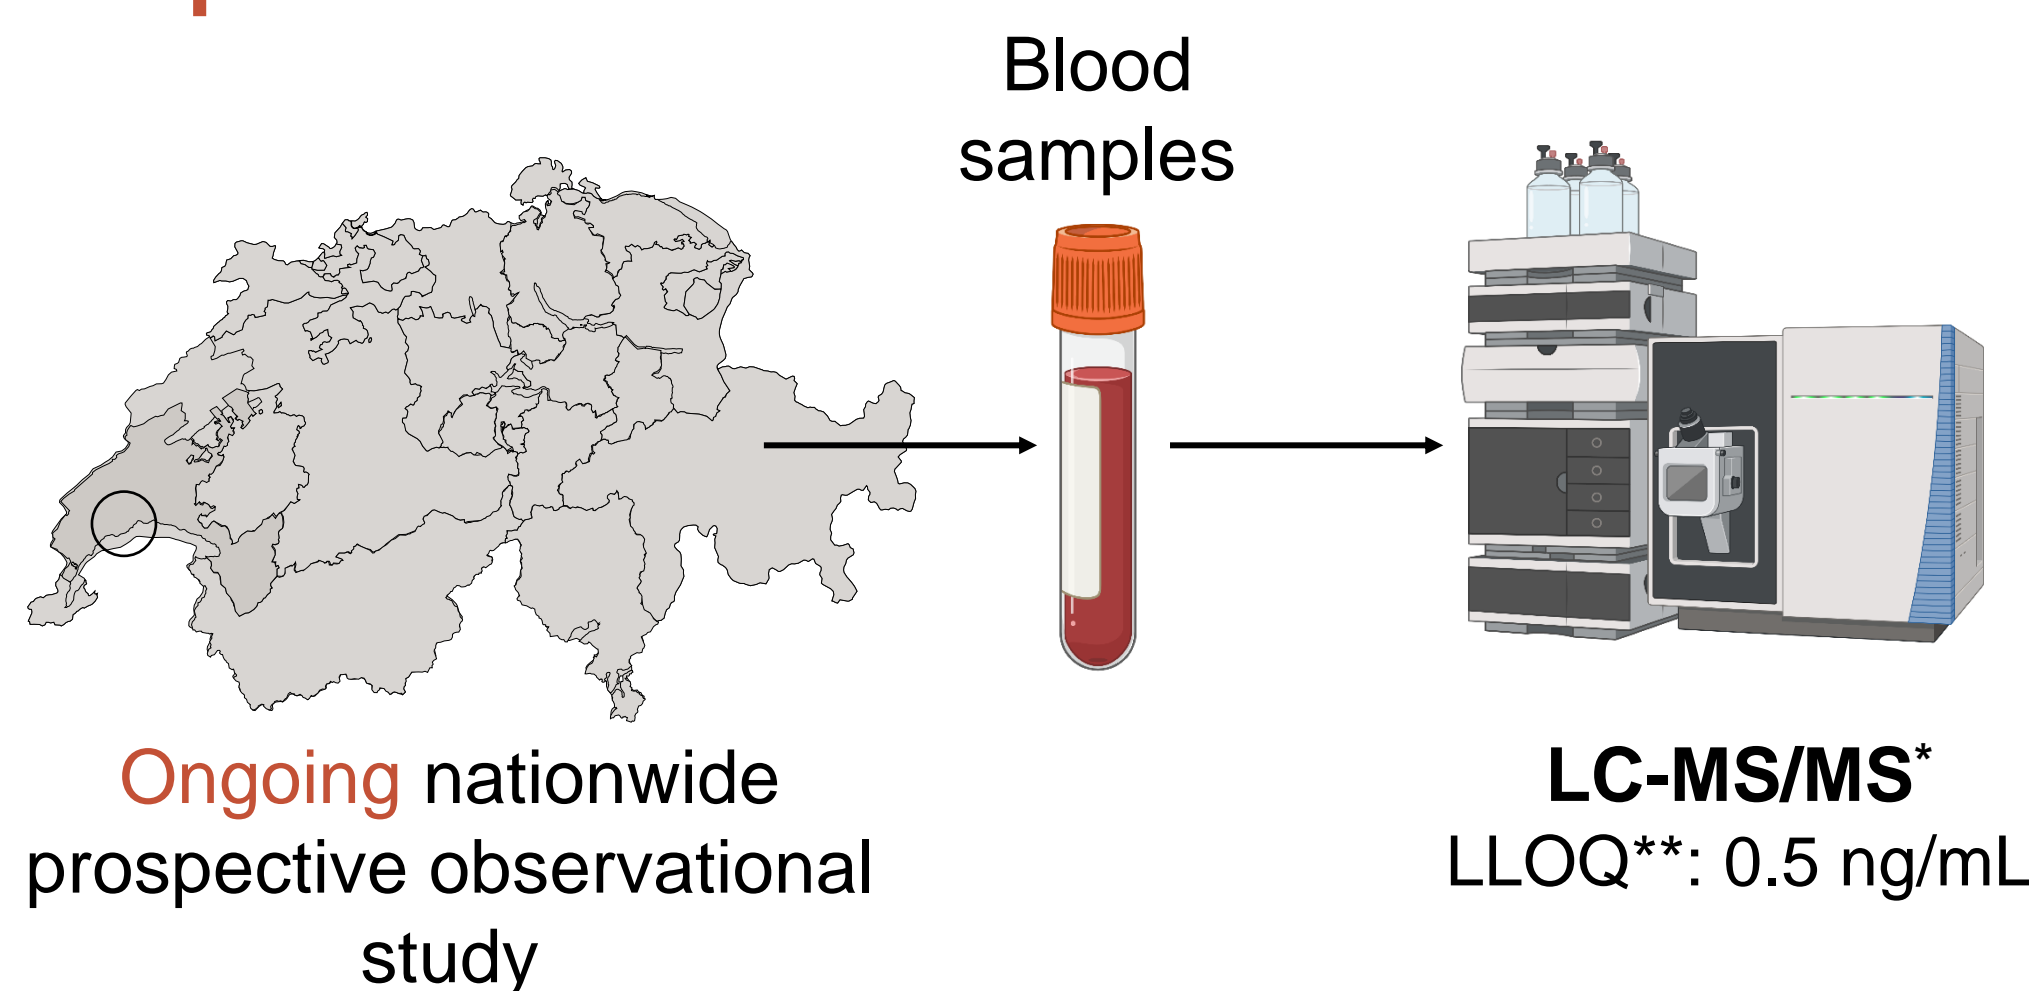 Blood
samples
Ongoing nationwide
prospective observational
study
LC-MS/MS*
LLOQ**: 0.5 ng/mL